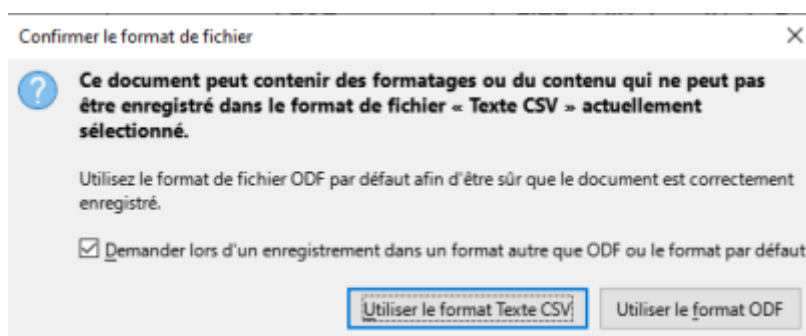 Confirmer le format de fichier
Ce document peut contenir des formatages ou du contenu qui ne peut pas
être enregistré dans le format de fichier « Texte CSV » actuellement
sélectionné.
Utilisez le format de fichier ODF par défaut afin d'être sûr que le document est correctement
enregistré.
Demander lors d'un enregistrement dans un format autre que ODF ou le format par défaut
Utiliser le format Texte CSV Utiliser le format ODF